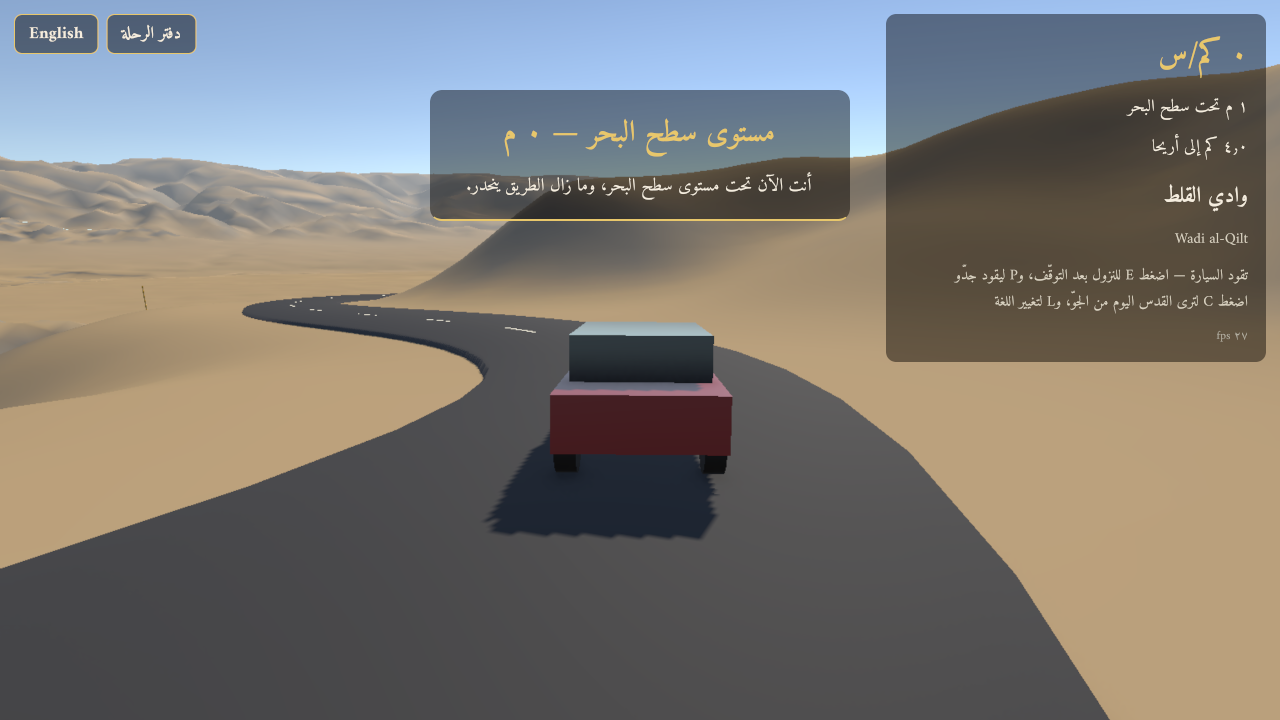 English
دفتر الرحلة
٠ كم/س
١ م تحت سطح البحر
٤٫٠ كم إلى أريحا
وادي القلط
Wadi al-Qilt
تقود السيارة — اضغط E للنزول بعد التوقّف، وP ليقود جدّو
اضغط C لترى القدس اليوم من الجوّ، وL لتغيير اللغة
٢٧ fps
مستوى سطح البحر — ٠ م
أنت الآن تحت مستوى سطح البحر، وما زال الطريق ينحدر.